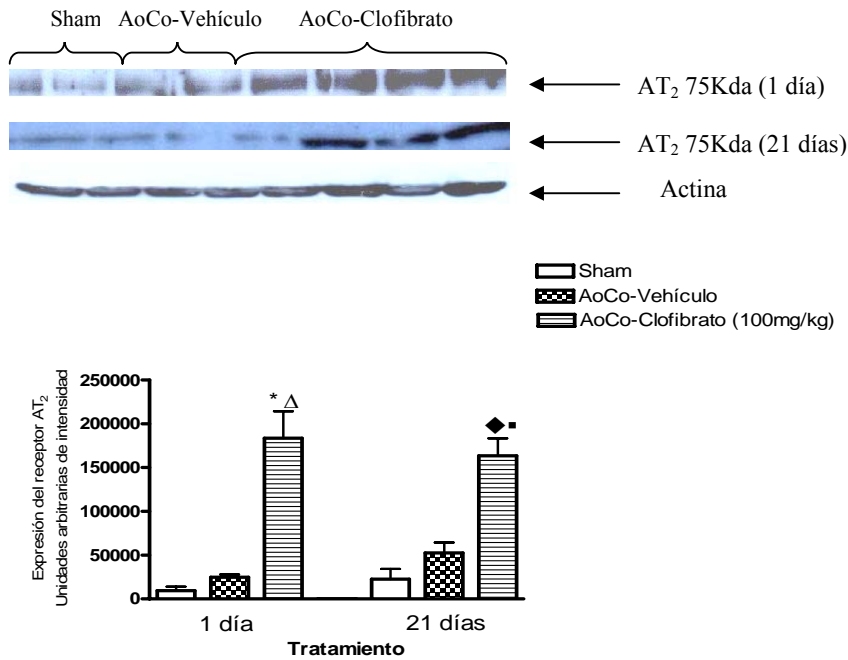 Sham AoCo-Vehículo AoCo-Clofibrato
AT₂ 75Kda (1 día)
AT₂ 75Kda (21 días)
Actina
Sham
AoCo-Vehículo
AoCo-Clofibrato (100mg/kg)
Expresión del receptor AT₂
Unidades arbitrarias de intensidad
250000
200000
150000
100000
50000
0
* Δ
◆▪
1 día 21 días
Tratamiento